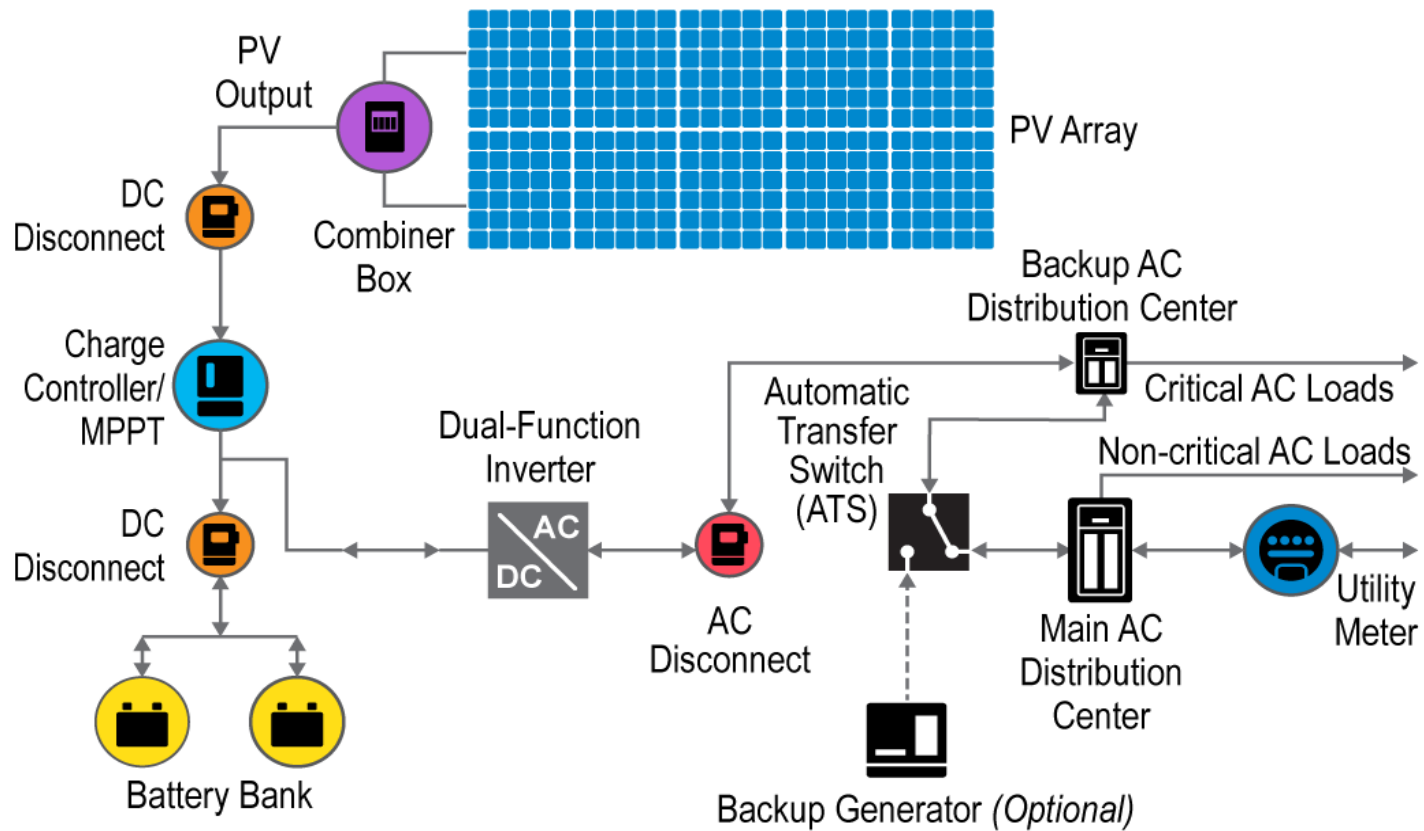 PV
Output
PV Array
DC
Disconnect
Combiner
Box
Backup AC
Distribution Center
Charge
Controller/
MPPT
Automatic
Transfer
Switch
(ATS)
Critical AC Loads
Dual-Function
Inverter
Non-critical AC Loads
AC
DC
DC
Disconnect
AC
Disconnect
Main AC
Distribution
Center
Utility
Meter
Battery Bank
Backup Generator (Optional)